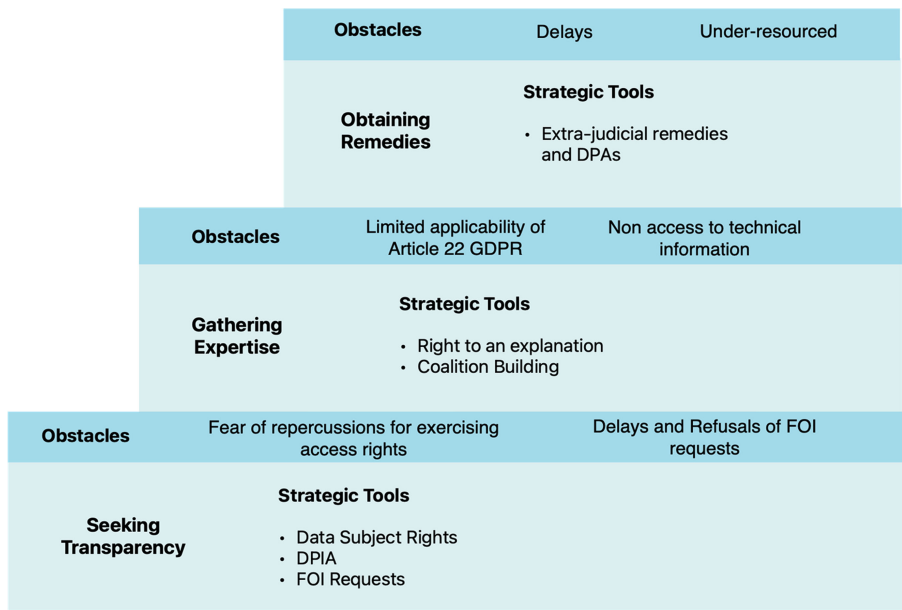 Obstacles Delays Under-resourced
Obtaining
Remedies
Strategic Tools
• Extra-judicial remedies
and DPAs
Obstacles
Limited applicability of
Article 22 GDPR
Non access to technical
information
Gathering
Expertise
Strategic Tools
• Right to an explanation
• Coalition Building
Obstacles
Fear of repercussions for exercising
access rights
Delays and Refusals of FOI
requests
Seeking
Transparency
Strategic Tools
• Data Subject Rights
• DPIA
• FOI Requests